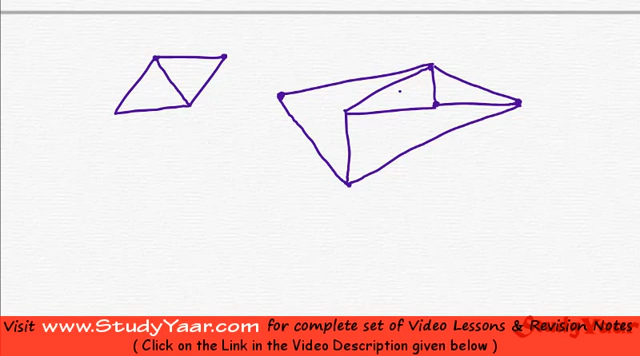 Visit www.StudyYaar.com for complete set of Video Lessons & Revision Notes
( Click on the Link in the Video Description given below )
StudyYaar